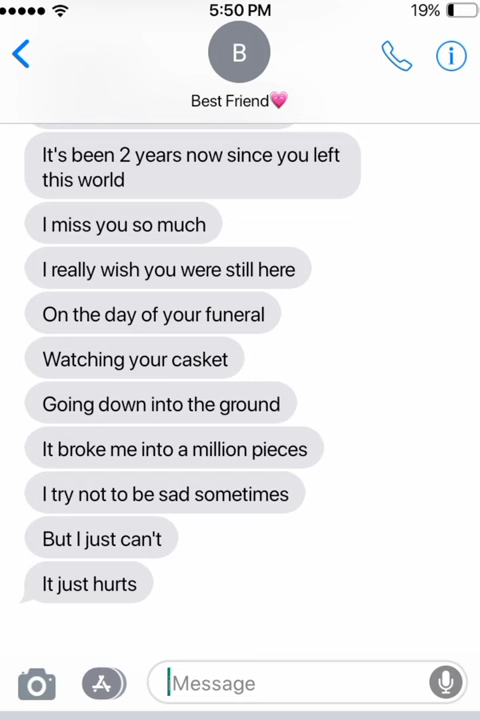 5:50 PM
19%
B
Best Friend💗
It's been 2 years now since you left
this world
I miss you so much
I really wish you were still here
On the day of your funeral
Watching your casket
Going down into the ground
It broke me into a million pieces
I try not to be sad sometimes
But I just can't
It just hurts
Message